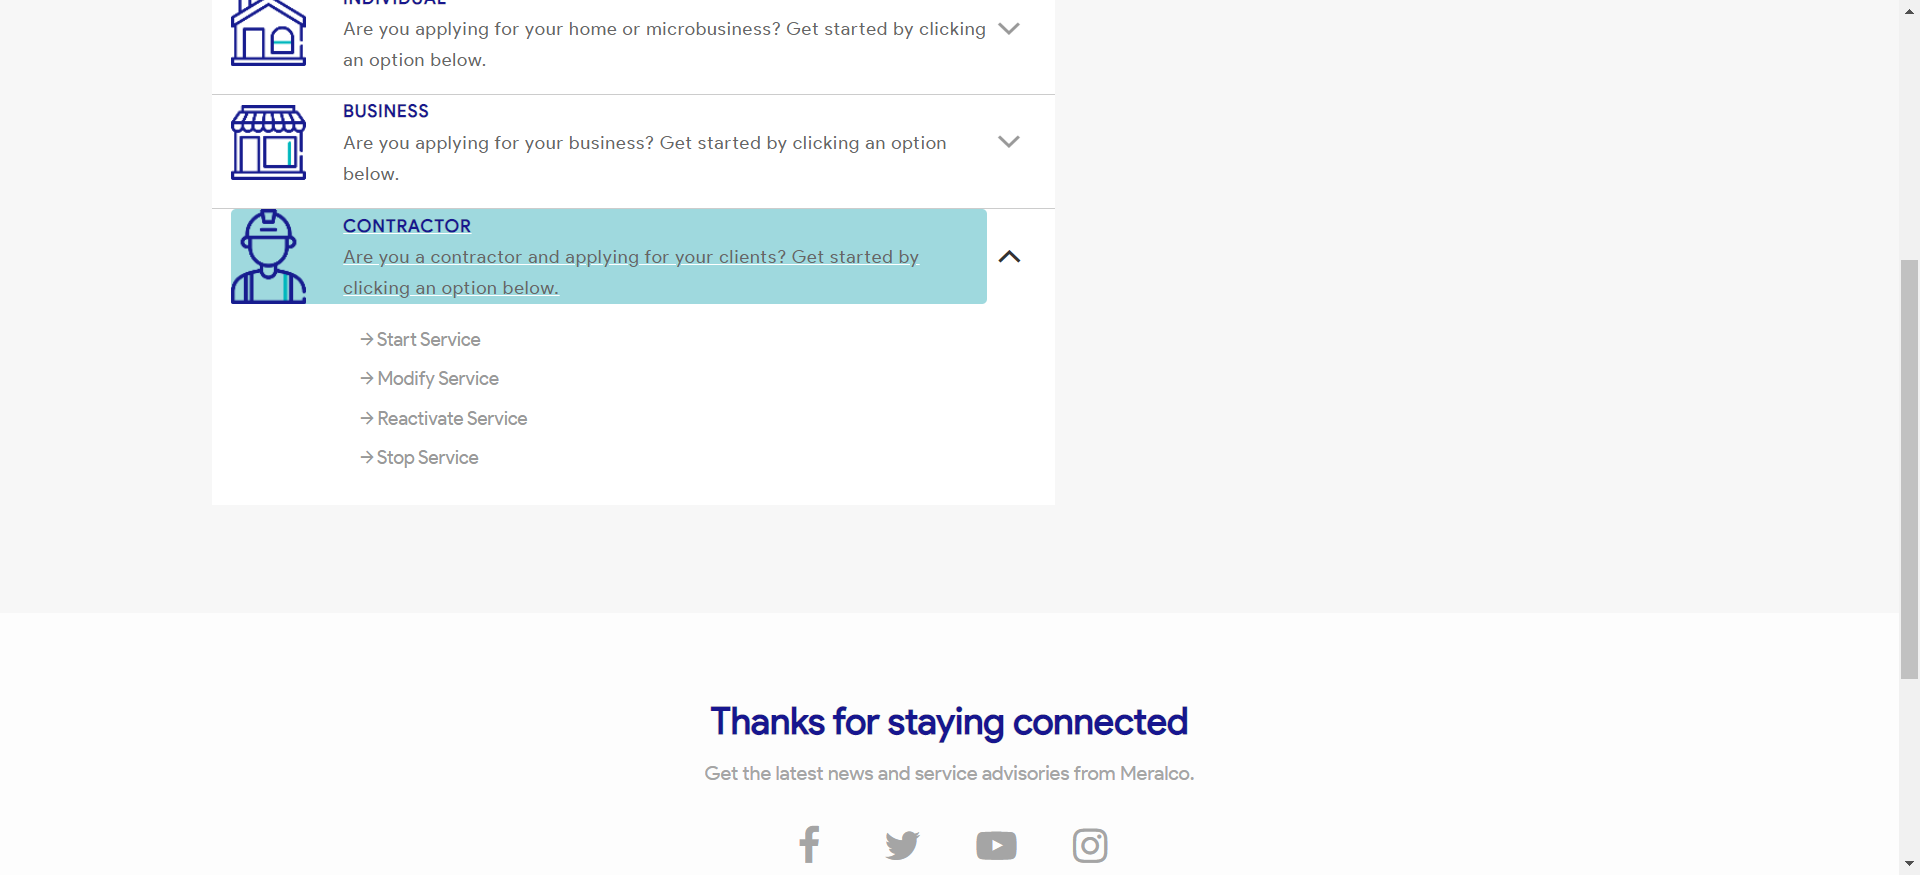 INDIVIDUAL
Are you applying for your home or microbusiness? Get started by clicking
an option below.
BUSINESS
Are you applying for your business? Get started by clicking an option
below.
CONTRACTOR
Are you a contractor and applying for your clients? Get started by
clicking an option below.
→ Start Service
→ Modify Service
→ Reactivate Service
→ Stop Service
Thanks for staying connected
Get the latest news and service advisories from Meralco.